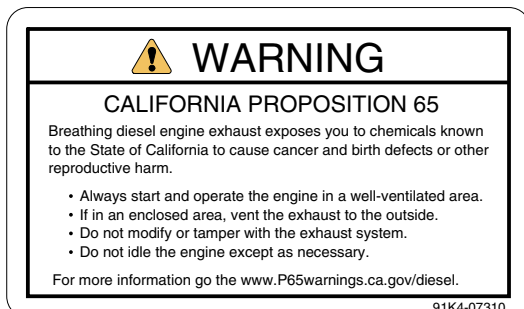 WARNING
CALIFORNIA PROPOSITION 65
Breathing diesel engine exhaust exposes you to chemicals known
to the State of California to cause cancer and birth defects or other
reproductive harm.
• Always start and operate the engine in a well-ventilated area.
• If in an enclosed area, vent the exhaust to the outside.
• Do not modify or tamper with the exhaust system.
• Do not idle the engine except as necessary.
For more information go the www.P65warnings.ca.gov/diesel.
91K4-07310